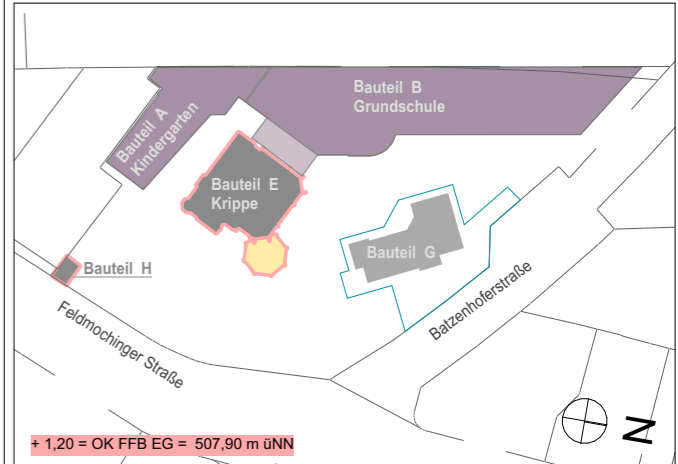 Bauteil B
Grundschule
Bauteil A
Kindergarten
Bauteil E
Krippe
Bauteil G
Bauteil H
Batzenhoferstraße
Feldmochinger Straße
+ 1,20 = OK FFB EG = 507,90 m üNN
N